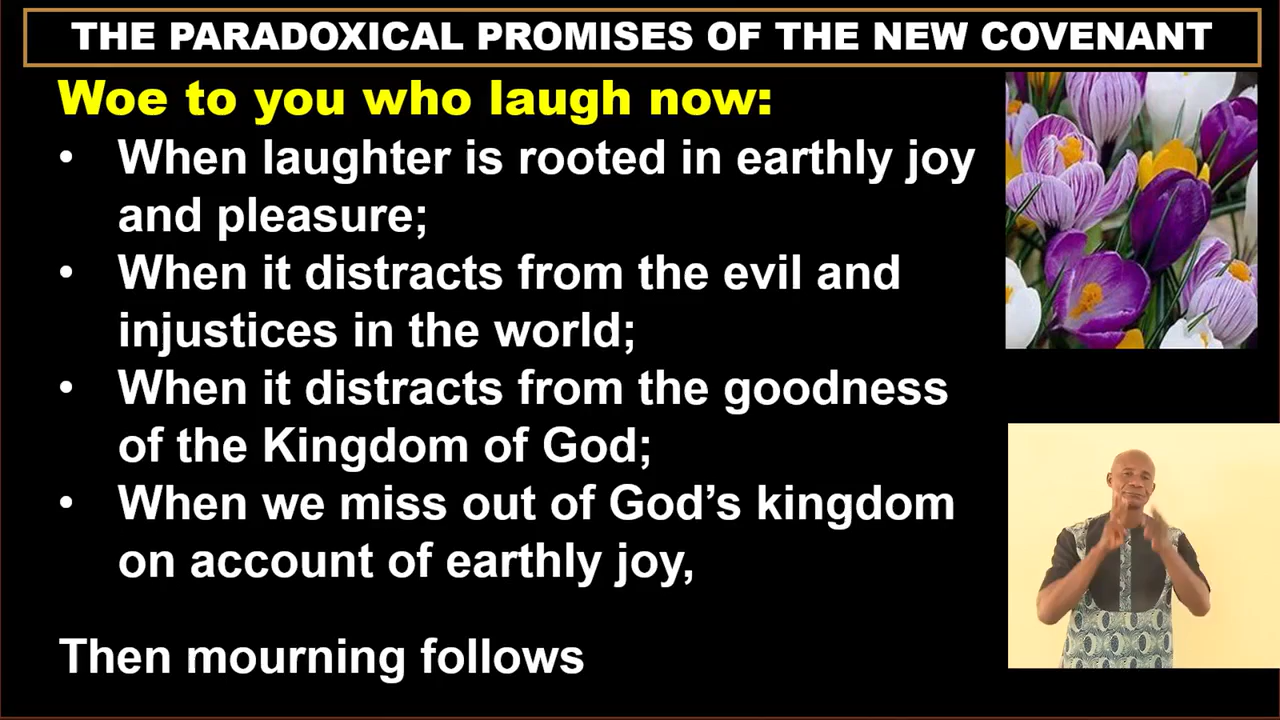 THE PARADOXICAL PROMISES OF THE NEW COVENANT
Woe to you who laugh now:
• When laughter is rooted in earthly joy
and pleasure;
• When it distracts from the evil and
injustices in the world;
• When it distracts from the goodness
of the Kingdom of God;
• When we miss out of God’s kingdom
on account of earthly joy,
Then mourning follows